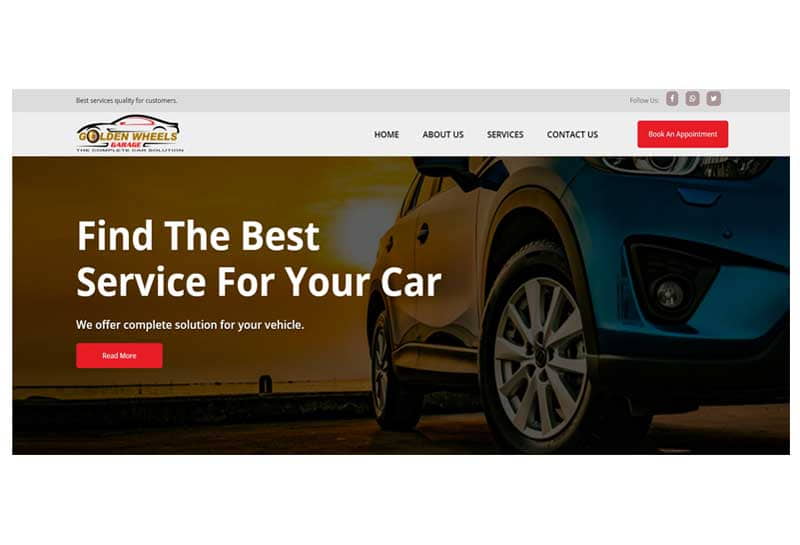 Best services quality for customers.
Follow Us:
GOLDEN WHEELS
GARAGE
THE COMPLETE CAR SOLUTION
HOME
ABOUT US
SERVICES
CONTACT US
Book An Appointment
Find The Best
Service For Your Car
We offer complete solution for your vehicle.
Read More